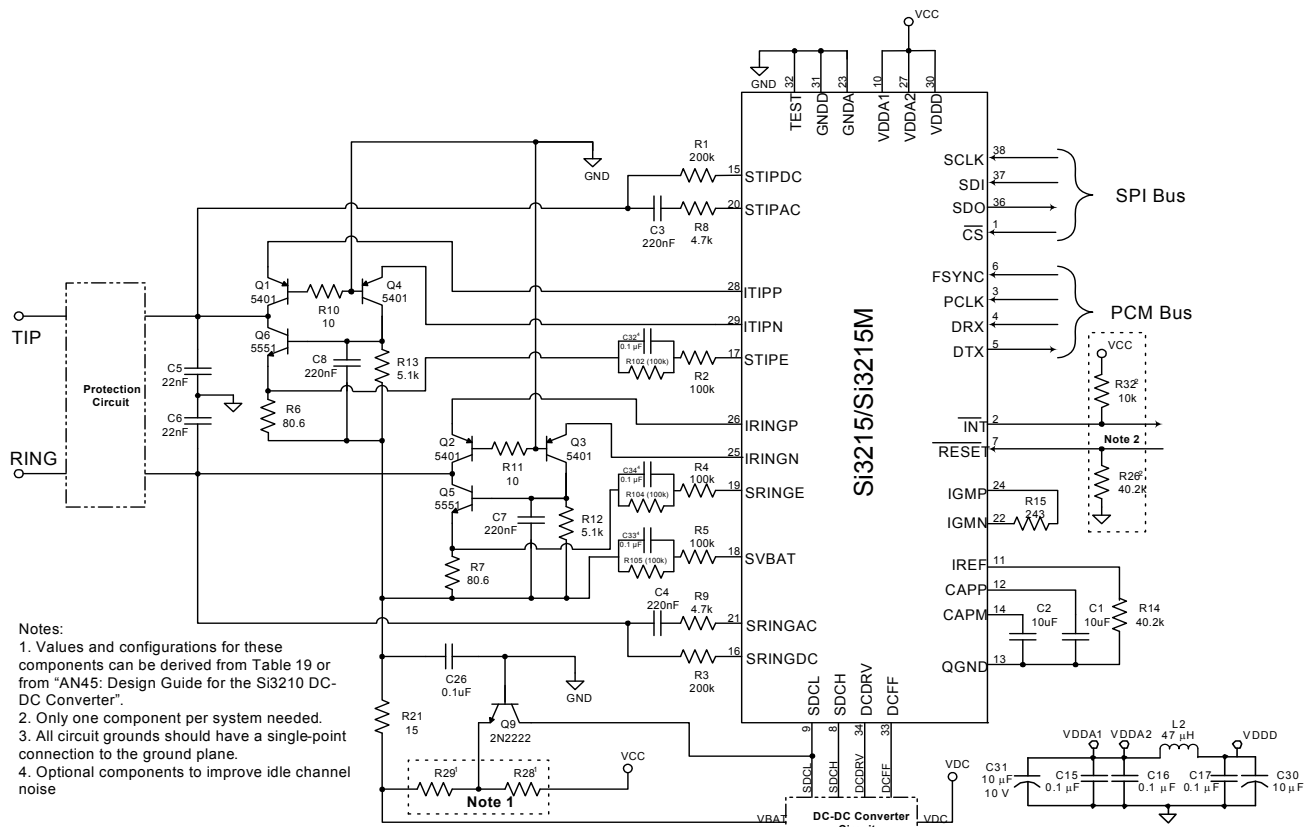 VCC
GND
32
31
23
10
27
30
TEST
GNDD
GNDA
VDDA1
VDDA2
VDDD
Si3215/Si3215M
R1
200k
15
STIPDC
GND
20
STIPAC
C3
220nF
R8
4.7k
Q1
5401
R10
10
Q4
5401
28
ITIPP
29
ITIPN
Q6
5551
C8
220nF
R13
5.1k
C32⁴
0.1 µF
R102 (100k)
R2
100k
17
STIPE
TIP
RING
Protection
Circuit
C5
22nF
C6
22nF
R6
80.6
26
IRINGP
Q2
5401
R11
10
Q3
5401
25
IRINGN
Q5
5551
C7
220nF
R12
5.1k
C34⁴
0.1 µF
R104 (100k)
R4
100k
19
SRINGE
C33⁴
0.1 µF
R105 (100k)
R5
100k
18
SVBAT
R7
80.6
C4
220nF
R9
4.7k
21
SRINGAC
16
SRINGDC
R3
200k
C26
0.1uF
GND
R21
15
Q9
2N2222
R29¹
R28¹
Note 1
VCC
9
8
34
33
SDCL
SDCH
DCDRV
DCFF
SDCL
SDCH
DCDRV
DCFF
VBAT
DC-DC Converter
VDC
VDC
SCLK
38
SDI
37
SDO
36
CS
1
SPI Bus
FSYNC
6
PCLK
3
DRX
4
DTX
5
PCM Bus
VCC
R32²
10k
INT
2
Note 2
RESET
7
R26²
40.2k
IGMP
24
R15
243
IGMN
22
IREF
11
CAPP
12
CAPM
14
C2
10uF
C1
10uF
R14
40.2k
QGND
13
L2
47 µH
VDDA1
VDDA2
VDDD
C31
10 µF
10 V
C15
0.1 µF
C16
0.1 µF
C17
0.1 µF
C30
10 µF
Notes:
1. Values and configurations for these
components can be derived from Table 19 or
from “AN45: Design Guide for the Si3210 DC-
DC Converter”.
2. Only one component per system needed.
3. All circuit grounds should have a single-point
connection to the ground plane.
4. Optional components to improve idle channel
noise